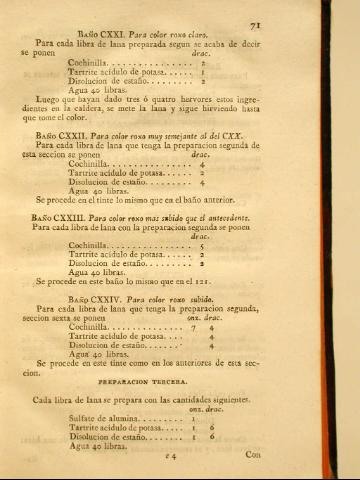 71
BAÑO CXXI. Para color roxo claro.
Para cada libra de lana preparada segun se acaba de decir
se ponen drac.
Cochinilla. . . . . . . . . . . . . . . 2
Tartrite acídulo de potasa. . . . . 1
Disolucion de estaño. . . . . . . . 2
Agua 40 libras.
Luego que hayan dado tres ó quatro hervores estos ingre-
dientes en la caldera, se mete la lana y sigue hirviendo hasta
que tome el color.
BAÑO CXXII. Para color roxo muy semejante al del CXX.
Para cada libra de lana que tenga la preparacion segunda de
esta seccion se ponen drac.
Cochinilla. . . . . . . . . . . . . . . 4
Tartrite acídulo de potasa. . . . . 2
Disolucion de estaño. . . . . . . . 4
Agua 40 libras.
Se procede en el tinte lo mismo que en el baño anterior.
BAÑO CXXIII. Para color roxo mas subido que el antecedente.
Para cada libra de lana con la preparacion segunda se ponen
drac.
Cochinilla. . . . . . . . . . . . . . . 5
Tartrite acídulo de potasa. . . . . 2
Disolucion de estaño. . . . . . . . 2
Agua 40 libras.
Se procede en este baño lo mismo que en el 121.
BAÑO CXXIV. Para color roxo subido.
Para cada libra de lana que tenga la preparacion segunda,
seccion sexta se ponen onz. drac.
Cochinilla. . . . . . . . . . . . . 7 4
Tartrite acídulo de potasa. . . . 4
Disolucion de estaño. . . . . . . 4
Agua 40 libras.
Se procede en este tinte como en los anteriores de esta sec-
cion.
PREPARACION TERCERA.
Cada libra de lana se prepara con las cantidades siguientes.
onz. drac.
Sulfate de alumina. . . . . . . . . 1
Tartrite acídulo de potasa. . . . . 1 6
Disolucion de estaño. . . . . . . . 1 6
Agua 40 libras.
e 4 Con